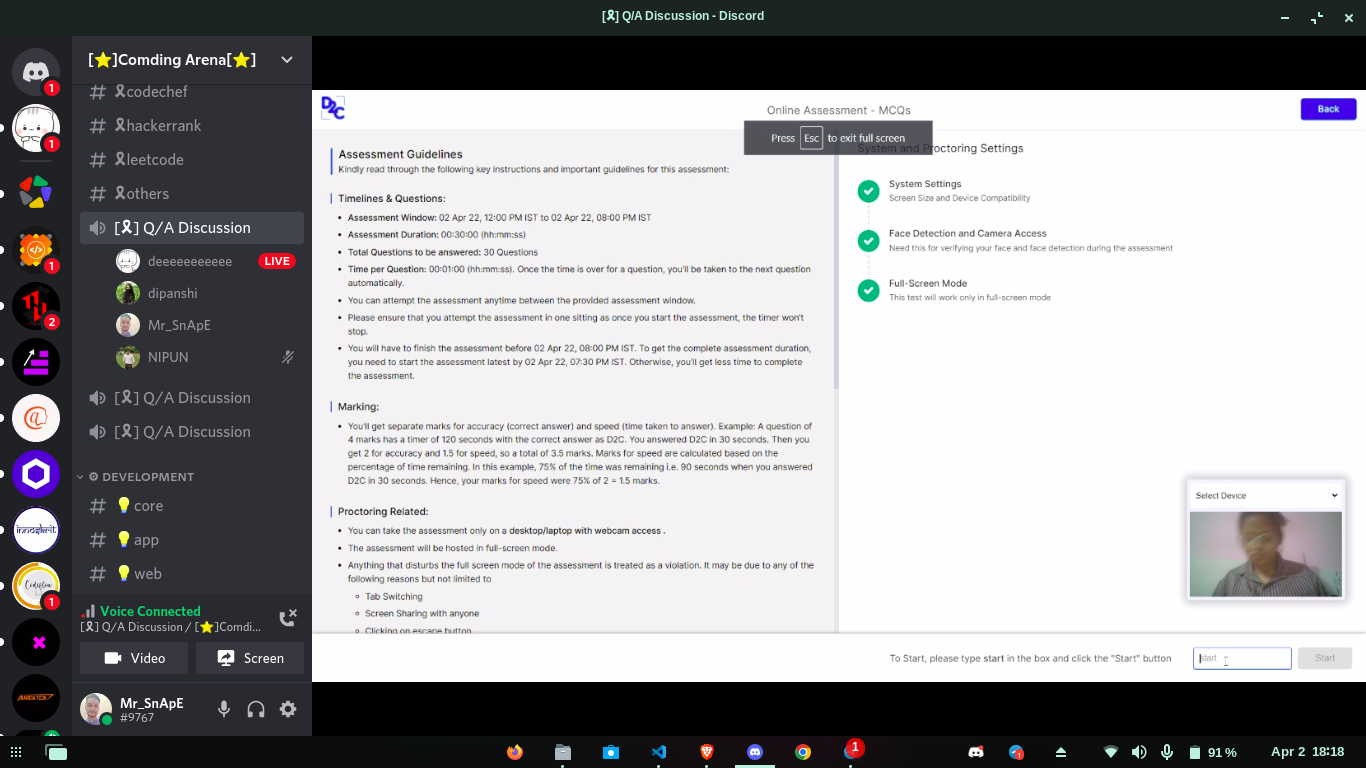 [🎗] Q/A Discussion - Discord
[⭐]Comding Arena[⭐]
# 🎗codechef
# 🎗hackerrank
# 🎗leetcode
# 🎗others
[🎗] Q/A Discussion
deeeeeeeeeee LIVE
dipanshi
Mr_SnApE
NIPUN
[🎗] Q/A Discussion
[🎗] Q/A Discussion
⚙ DEVELOPMENT
# 💡core
# 💡app
# 💡web
Voice Connected
[🎗] Q/A Discussion / [⭐]Comdi...
Video
Screen
Mr_SnApE
#9767
1
1
1
2
innoskrit
1
D2C
Online Assessment - MCQs
Back
Press Esc to exit full screen
Assessment Guidelines
Kindly read through the following key instructions and important guidelines for this assessment:
Timelines & Questions:
• Assessment Window: 02 Apr 22, 12:00 PM IST to 02 Apr 22, 08:00 PM IST
• Assessment Duration: 00:30:00 (hh:mm:ss)
• Total Questions to be answered: 30 Questions
• Time per Question: 00:01:00 (hh:mm:ss). Once the time is over for a question, you'll be taken to the next question
automatically.
• You can attempt the assessment anytime between the provided assessment window.
• Please ensure that you attempt the assessment in one sitting as once you start the assessment, the timer won't
stop.
• You will have to finish the assessment before 02 Apr 22, 08:00 PM IST. To get the complete assessment duration,
you need to start the assessment latest by 02 Apr 22, 07:30 PM IST. Otherwise, you'll get less time to complete
the assessment.
Marking:
• You'll get separate marks for accuracy (correct answer) and speed (time taken to answer). Example: A question of
4 marks has a timer of 120 seconds with the correct answer as D2C. You answered D2C in 30 seconds. Then you
get 2 for accuracy and 1.5 for speed, so a total of 3.5 marks. Marks for speed are calculated based on the
percentage of time remaining. In this example, 75% of the time was remaining i.e. 90 seconds when you answered
D2C in 30 seconds. Hence, your marks for speed were 75% of 2 = 1.5 marks.
Proctoring Related:
• You can take the assessment only on a desktop/laptop with webcam access .
• The assessment will be hosted in full-screen mode.
• Anything that disturbs the full screen mode of the assessment is treated as a violation. It may be due to any of the
following reasons but not limited to
Tab Switching
Screen Sharing with anyone
Clicking on escape button
System and Proctoring Settings
System Settings
Screen Size and Device Compatibility
Face Detection and Camera Access
Need this for verifying your face and face detection during the assessment
Full-Screen Mode
This test will work only in full-screen mode
Select Device
To Start, please type start in the box and click the "Start" button
start
Start
1
91 %
Apr 2 18:18